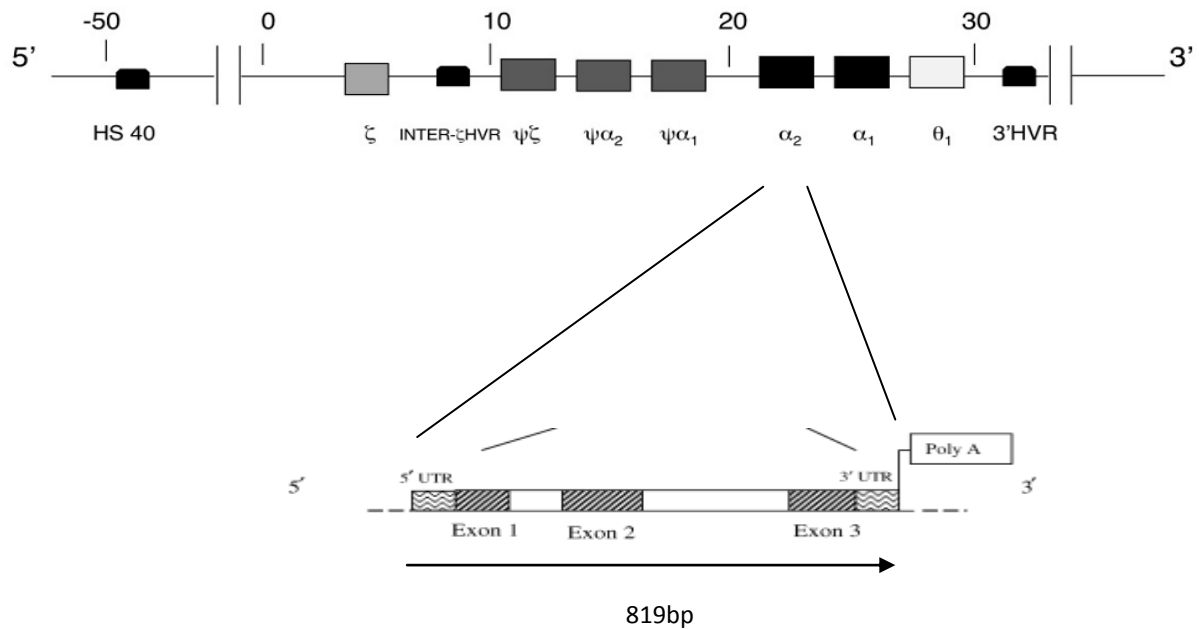 -50 0 10 20 30
5’ 3’
HS 40 ζ INTER-ζHVR ψζ ψα2 ψα1 α2 α1 θ1 3’HVR
Poly A
5′ 5′ UTR 3′ UTR 3′
Exon 1 Exon 2 Exon 3
819bp